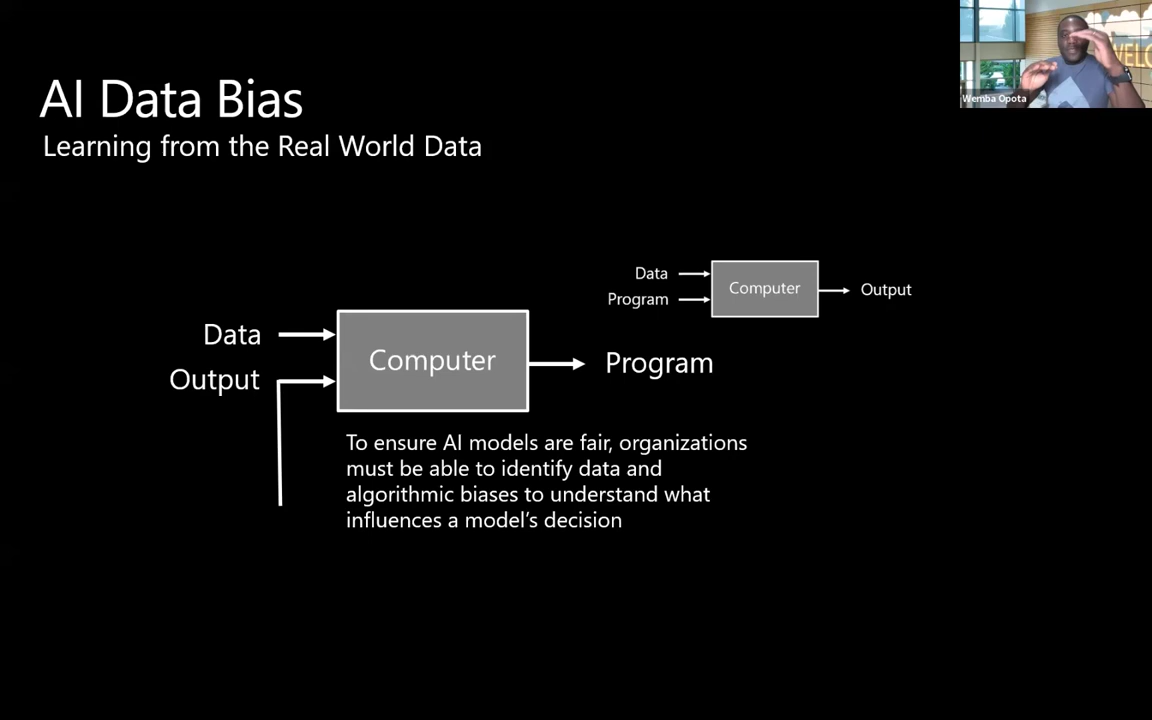 AI Data Bias
Learning from the Real World Data
Data
Program
Computer
Output
Data
Output
Computer
Program
To ensure AI models are fair, organizations
must be able to identify data and
algorithmic biases to understand what
influences a model's decision
Wemba Opota